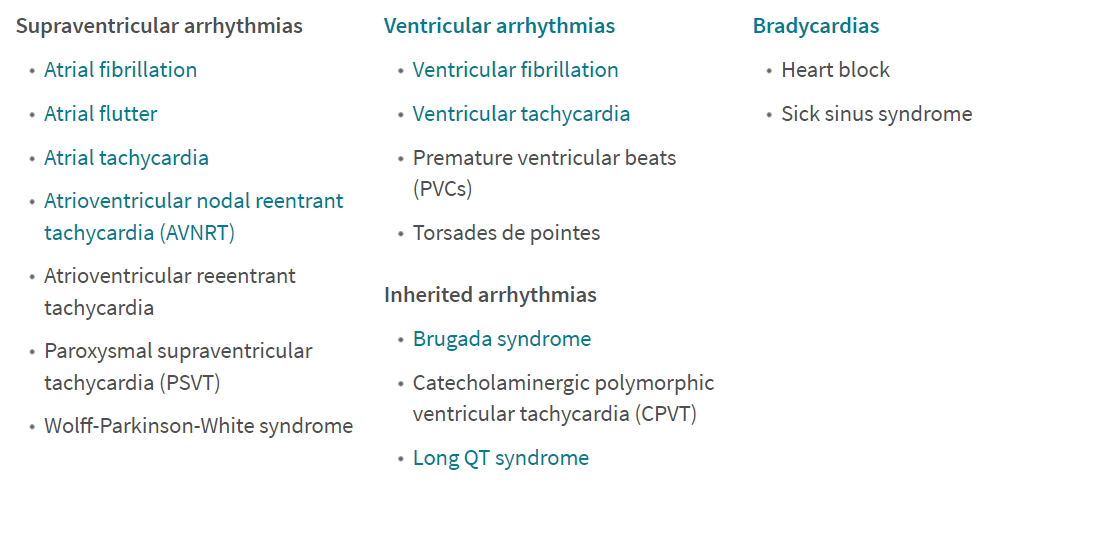 Supraventricular arrhythmias
• Atrial fibrillation
• Atrial flutter
• Atrial tachycardia
• Atrioventricular nodal reentrant
tachycardia (AVNRT)
• Atrioventricular reeentrant
tachycardia
• Paroxysmal supraventricular
tachycardia (PSVT)
• Wolff-Parkinson-White syndrome
Ventricular arrhythmias
• Ventricular fibrillation
• Ventricular tachycardia
• Premature ventricular beats
(PVCs)
• Torsades de pointes
Inherited arrhythmias
• Brugada syndrome
• Catecholaminergic polymorphic
ventricular tachycardia (CPVT)
• Long QT syndrome
Bradycardias
• Heart block
• Sick sinus syndrome